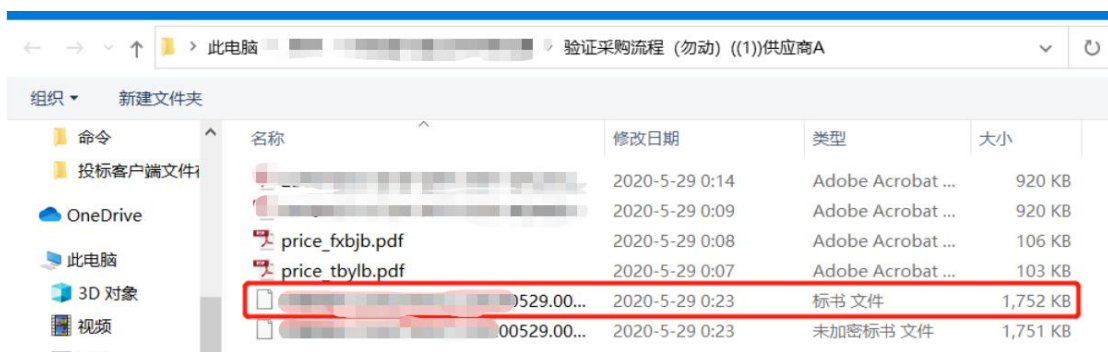 此电脑 验证采购流程（勿动）((1))供应商A
组织 新建文件夹
名称 修改日期 类型 大小
命令
投标客户端文件
OneDrive
此电脑
3D 对象
视频
2020-5-29 0:14 Adobe Acrobat ... 920 KB
2020-5-29 0:09 Adobe Acrobat ... 920 KB
price_fxbjb.pdf 2020-5-29 0:08 Adobe Acrobat ... 106 KB
price_tbylb.pdf 2020-5-29 0:07 Adobe Acrobat ... 103 KB
00529.00... 2020-5-29 0:23 标书 文件 1,752 KB
00529.00... 2020-5-29 0:23 未加密标书 文件 1,751 KB